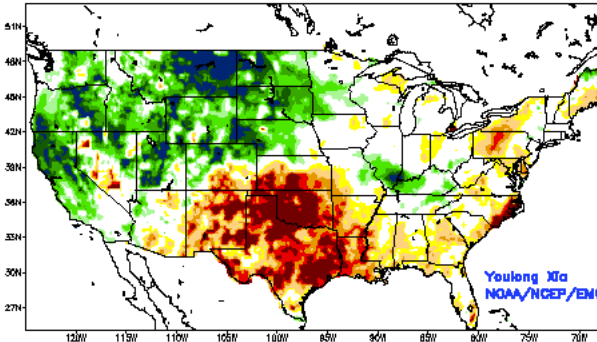 51N
48N
45N
42N
39N
36N
33N
30N
Youlong Xia
NOAA/NCEP/EMC
27N
120W 115W 110W 105W 100W 95W 90W 85W 80W 75W 70W